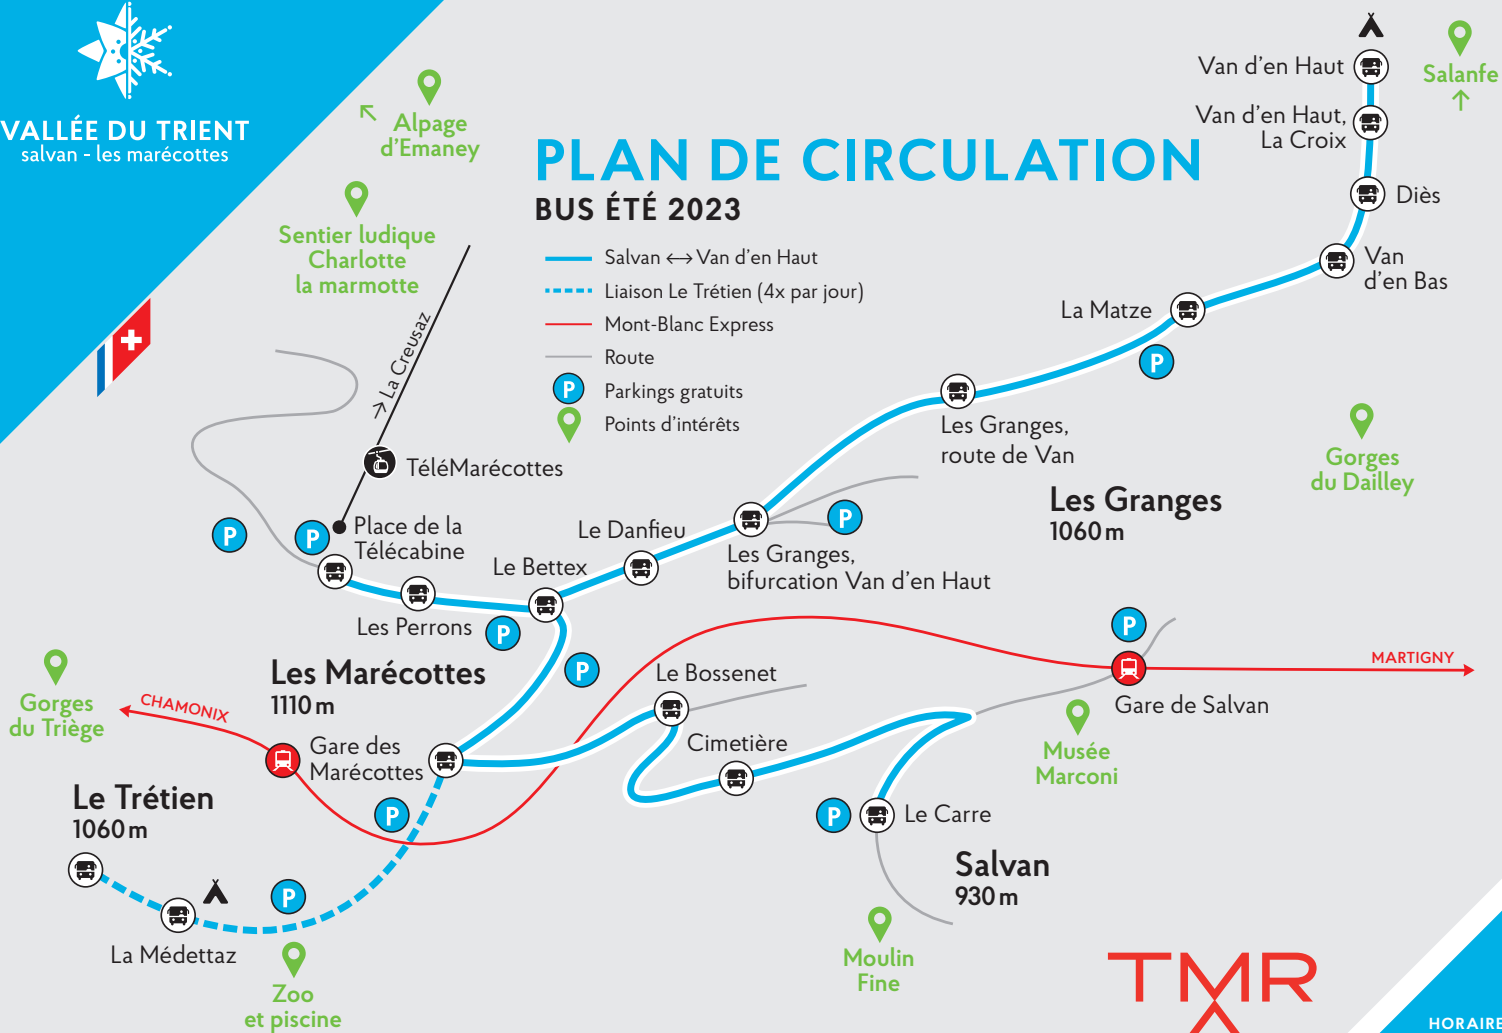 VALLÉE DU TRIENT
salvan - les marécottes
PLAN DE CIRCULATION
BUS ÉTÉ 2023
Salvan ↔ Van d'en Haut
Liaison Le Trétien (4x par jour)
Mont-Blanc Express
Route
P
Parkings gratuits
Points d'intérêts
Alpage
d'Emaney
Sentier ludique
Charlotte
la marmotte
→ La Creusaz
TéléMarécottes
Van d'en Haut
Salanfe
Van d'en Haut,
La Croix
Diès
Van
d'en Bas
La Matze
P
Les Granges,
route de Van
Gorges
du Dailley
Les Granges
1060 m
P
P
Place de la
Télécabine
Le Danfieu
P
Les Granges,
bifurcation Van d'en Haut
Le Bettex
Les Perrons
P
P
P
Les Marécottes
1110 m
Le Bossenet
MARTIGNY
Gare de Salvan
Gorges
du Triège
CHAMONIX
Gare des
Marécottes
Cimetière
Musée
Marconi
Le Trétien
1060 m
P
P
Le Carre
Salvan
930 m
P
La Médettaz
Zoo
et piscine
Moulin
Fine
TMR
HORAIRE